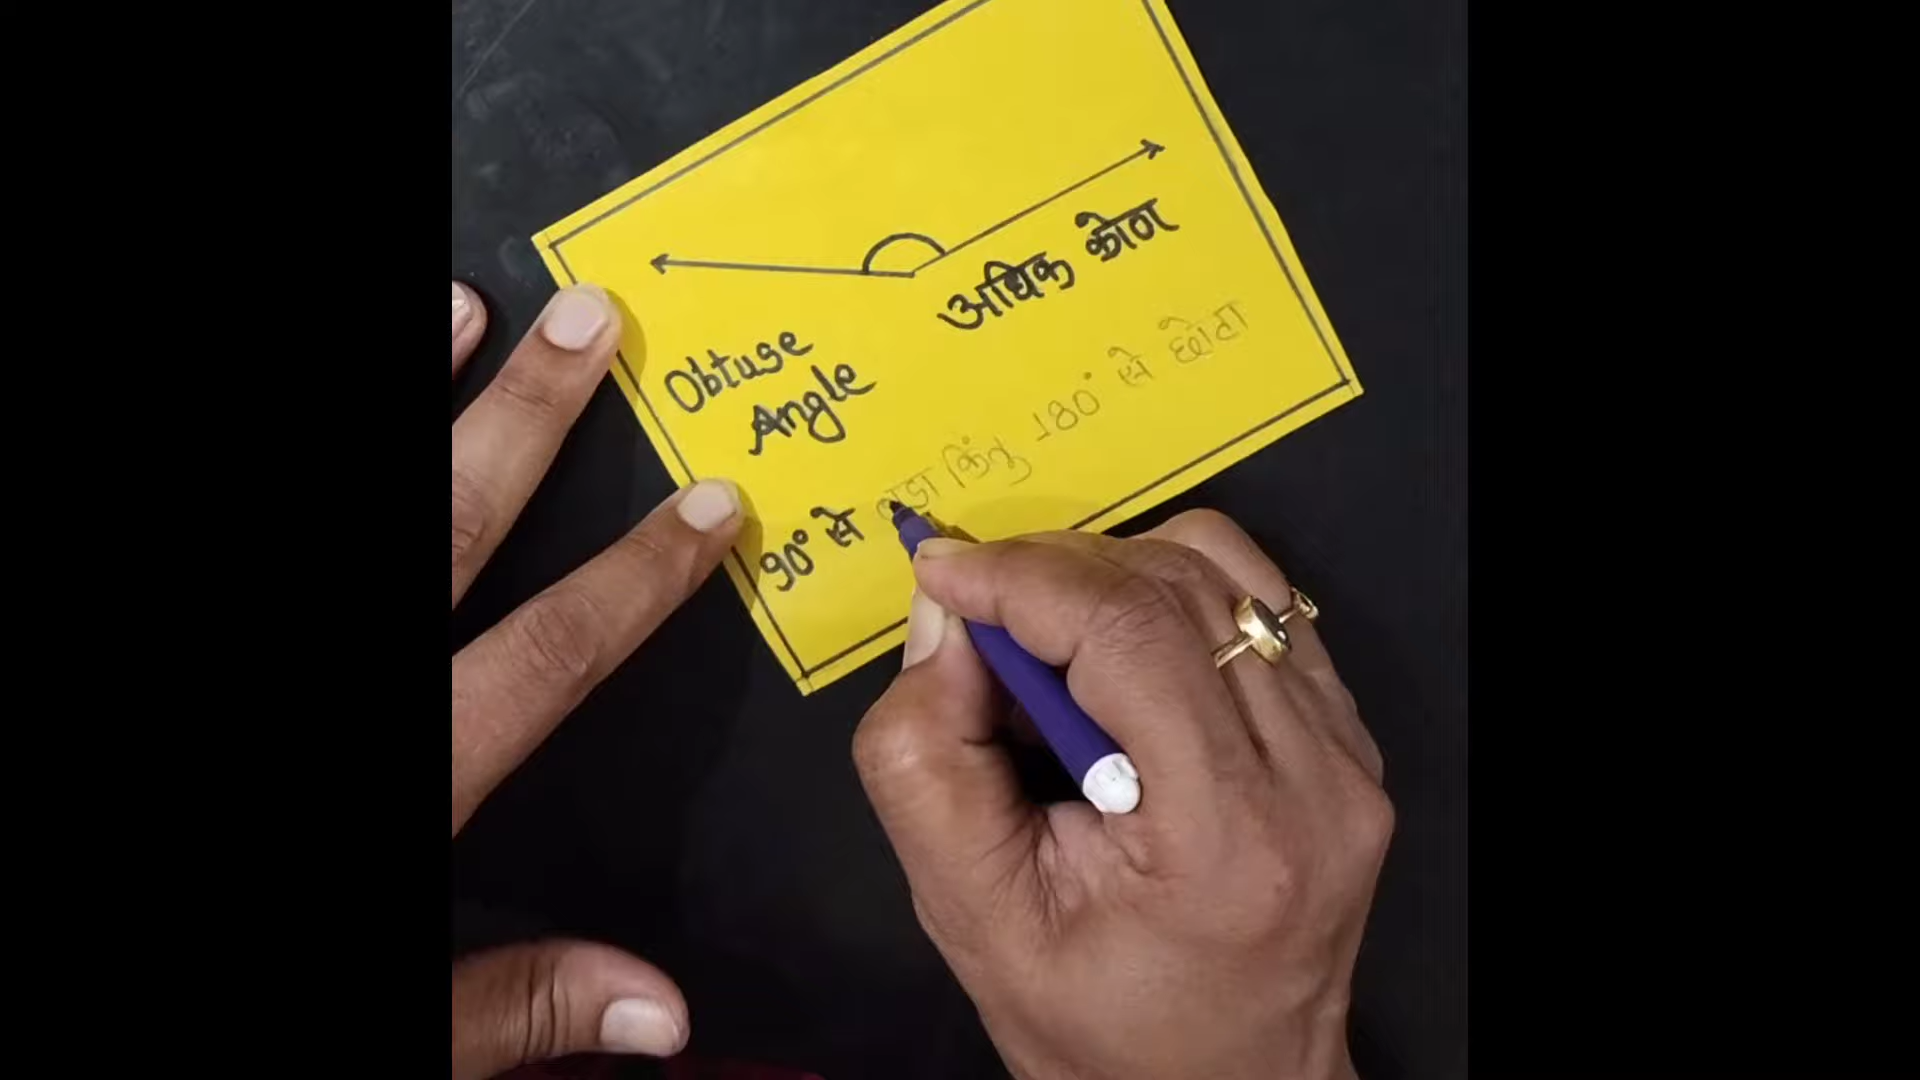 अधिक कोण
Obtuse
Angle
90° से बड़ा किंतु 180° से छोटा